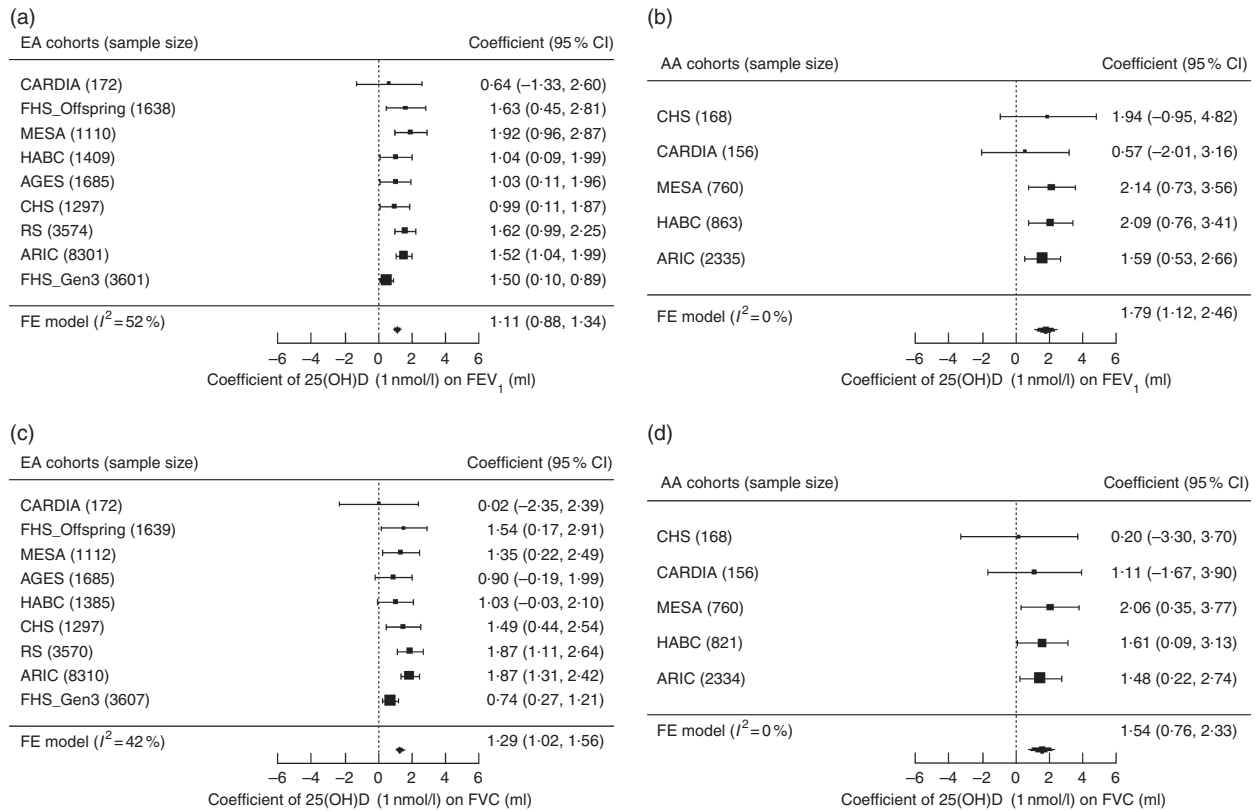 (a)
EA cohorts (sample size) Coefficient (95 % CI)
CARDIA (172) 0·64 (–1·33, 2·60)
FHS_Offspring (1638) 1·63 (0·45, 2·81)
MESA (1110) 1·92 (0·96, 2·87)
HABC (1409) 1·04 (0·09, 1·99)
AGES (1685) 1·03 (0·11, 1·96)
CHS (1297) 0·99 (0·11, 1·87)
RS (3574) 1·62 (0·99, 2·25)
ARIC (8301) 1·52 (1·04, 1·99)
FHS_Gen3 (3601) 1·50 (0·10, 0·89)
FE model (I²=52 %) 1·11 (0·88, 1·34)
–6 –4 –2 0 2 4 6
Coefficient of 25(OH)D (1 nmol/l) on FEV₁ (ml)
(b)
AA cohorts (sample size) Coefficient (95 % CI)
CHS (168) 1·94 (–0·95, 4·82)
CARDIA (156) 0·57 (–2·01, 3·16)
MESA (760) 2·14 (0·73, 3·56)
HABC (863) 2·09 (0·76, 3·41)
ARIC (2335) 1·59 (0·53, 2·66)
FE model (I²=0 %) 1·79 (1·12, 2·46)
–6 –4 –2 0 2 4 6
Coefficient of 25(OH)D (1 nmol/l) on FEV₁ (ml)
(c)
EA cohorts (sample size) Coefficient (95 % CI)
CARDIA (172) 0·02 (–2·35, 2·39)
FHS_Offspring (1639) 1·54 (0·17, 2·91)
MESA (1112) 1·35 (0·22, 2·49)
AGES (1685) 0·90 (–0·19, 1·99)
HABC (1385) 1·03 (–0·03, 2·10)
CHS (1297) 1·49 (0·44, 2·54)
RS (3570) 1·87 (1·11, 2·64)
ARIC (8310) 1·87 (1·31, 2·42)
FHS_Gen3 (3607) 0·74 (0·27, 1·21)
FE model (I²=42 %) 1·29 (1·02, 1·56)
–6 –4 –2 0 2 4 6
Coefficient of 25(OH)D (1 nmol/l) on FVC (ml)
(d)
AA cohorts (sample size) Coefficient (95 % CI)
CHS (168) 0·20 (–3·30, 3·70)
CARDIA (156) 1·11 (–1·67, 3·90)
MESA (760) 2·06 (0·35, 3·77)
HABC (821) 1·61 (0·09, 3·13)
ARIC (2334) 1·48 (0·22, 2·74)
FE model (I²=0 %) 1·54 (0·76, 2·33)
–6 –4 –2 0 2 4 6
Coefficient of 25(OH)D (1 nmol/l) on FVC (ml)